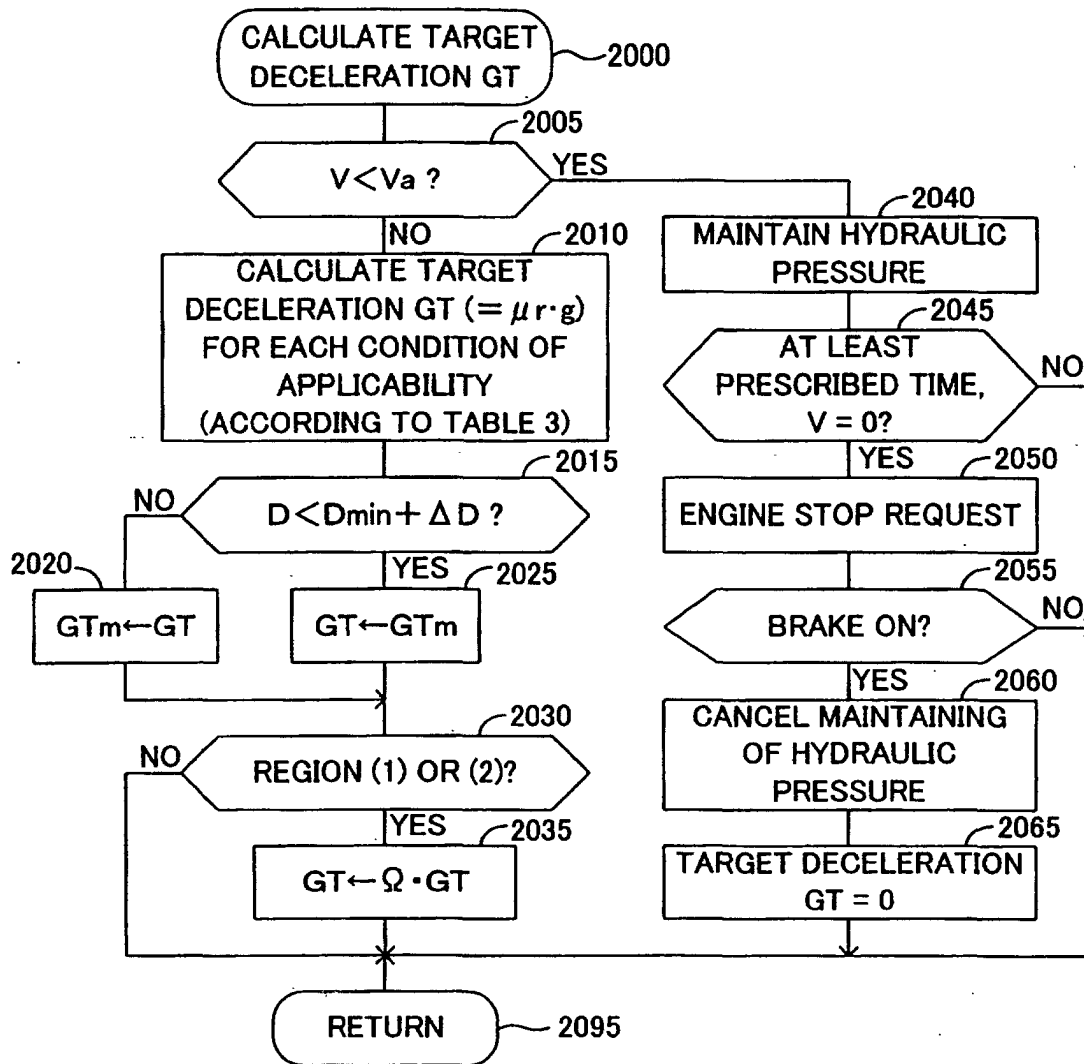 CALCULATE TARGET
DECELERATION GT
2000
2005
V<Va ?
YES
NO
2010
CALCULATE TARGET
DECELERATION GT (= μr·g)
FOR EACH CONDITION OF
APPLICABILITY
(ACCORDING TO TABLE 3)
2015
NO
D<Dmin+ΔD ?
YES
2020
GTm←GT
2025
GT←GTm
2030
NO
REGION (1) OR (2)?
YES
2035
GT←Ω·GT
2040
MAINTAIN HYDRAULIC
PRESSURE
2045
AT LEAST
PRESCRIBED TIME,
V = 0?
NO
YES
2050
ENGINE STOP REQUEST
2055
BRAKE ON?
NO
YES
2060
CANCEL MAINTAINING
OF HYDRAULIC
PRESSURE
2065
TARGET DECELERATION
GT = 0
RETURN
2095